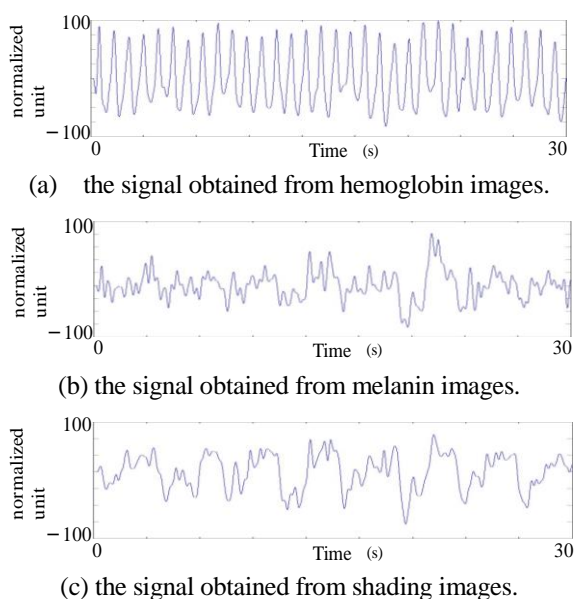 100
normalized
unit
−100
0
Time (s)
30
(a) the signal obtained from hemoglobin images.
100
normalized
unit
-100
0
Time (s)
30
(b) the signal obtained from melanin images.
100
normalized
unit
−100
0
Time (s)
30
(c) the signal obtained from shading images.